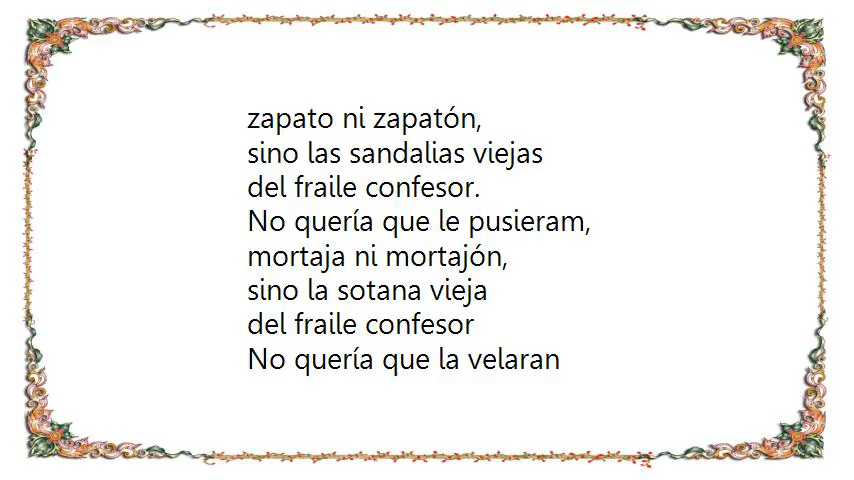 zapato ni zapatón,
sino las sandalias viejas
del fraile confesor.
No quería que le pusieram,
mortaja ni mortajón,
sino la sotana vieja
del fraile confesor
No quería que la velaran